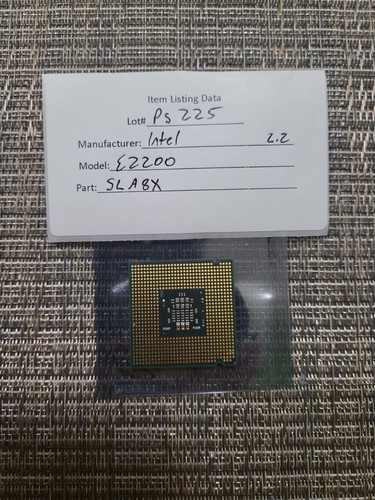 Item Listing Data
Lot# PS 225
Manufacturer: Intel 2.2
Model: E2200
Part: SLA8X